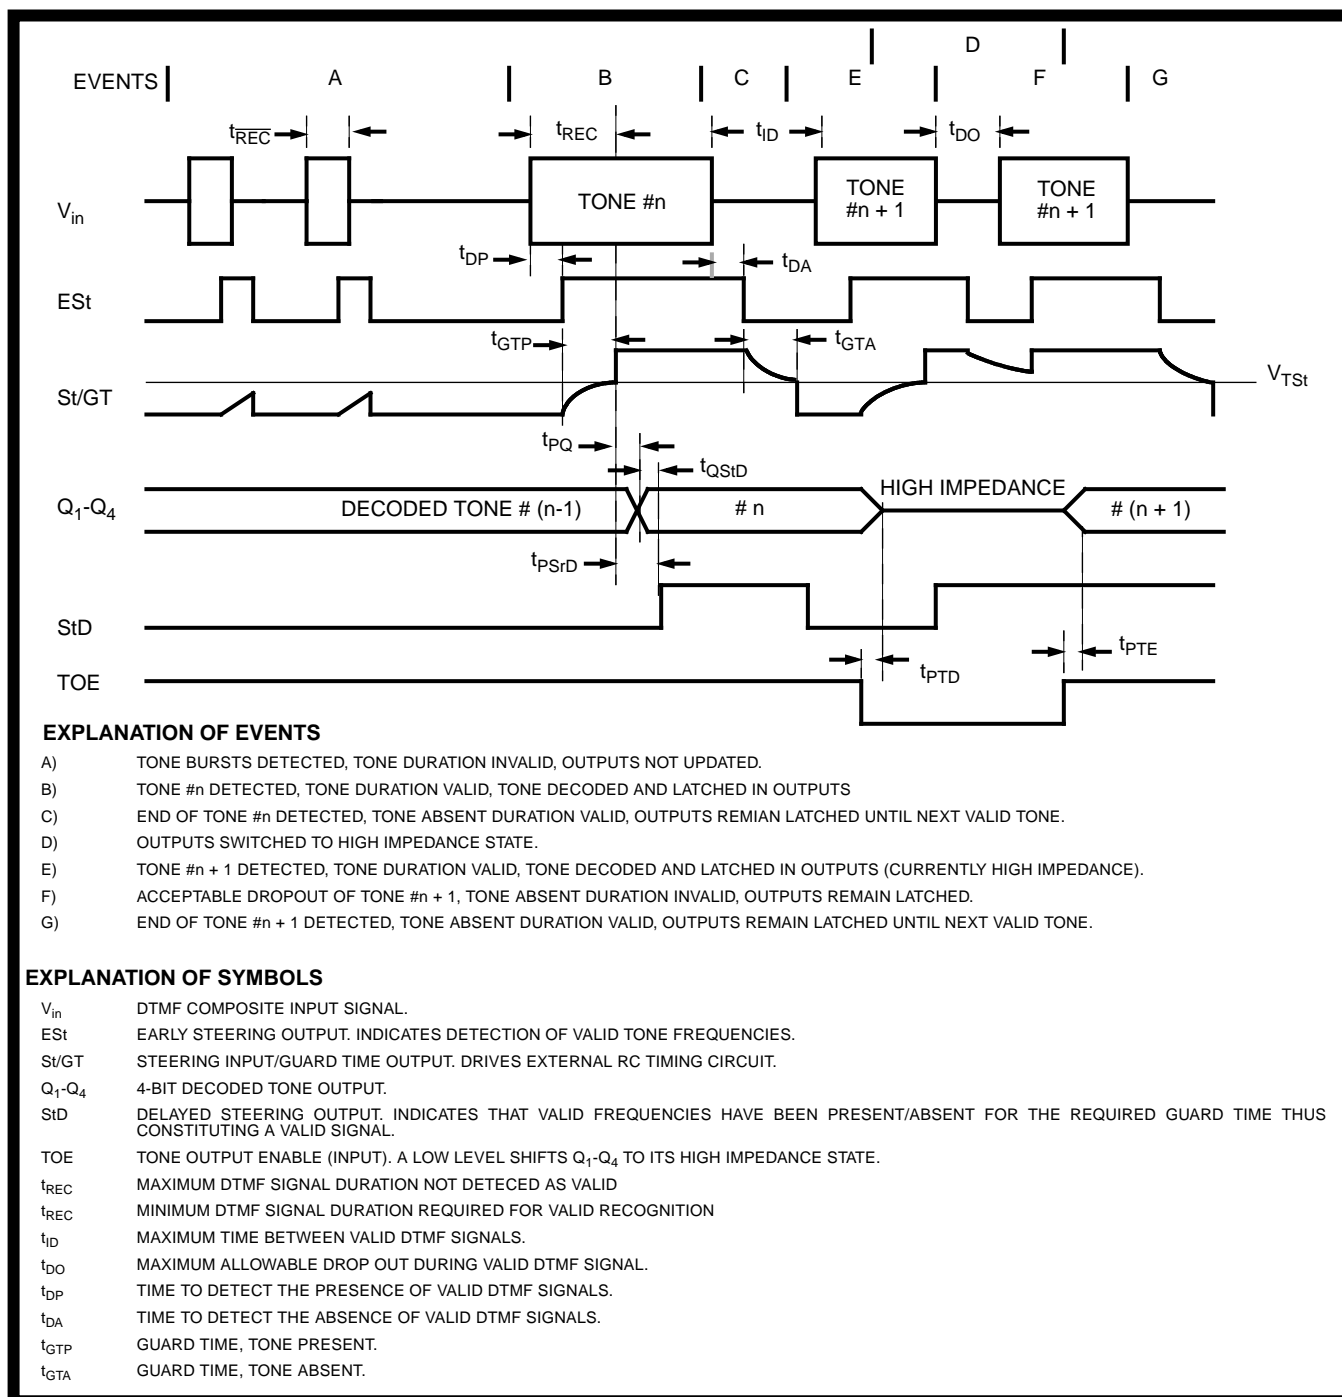 D
EVENTS A B C E F G
tREC tREC tID tDO
Vin TONE #n TONE #n + 1 TONE #n + 1
tDP tDA
ESt
tGTP tGTA
VTSt
St/GT
tPQ
tQStD
HIGH IMPEDANCE
Q1-Q4 DECODED TONE # (n-1) # n # (n + 1)
tPSrD
StD
tPTE
tPTD
TOE
EXPLANATION OF EVENTS
A) TONE BURSTS DETECTED, TONE DURATION INVALID, OUTPUTS NOT UPDATED.
B) TONE #n DETECTED, TONE DURATION VALID, TONE DECODED AND LATCHED IN OUTPUTS
C) END OF TONE #n DETECTED, TONE ABSENT DURATION VALID, OUTPUTS REMIAN LATCHED UNTIL NEXT VALID TONE.
D) OUTPUTS SWITCHED TO HIGH IMPEDANCE STATE.
E) TONE #n + 1 DETECTED, TONE DURATION VALID, TONE DECODED AND LATCHED IN OUTPUTS (CURRENTLY HIGH IMPEDANCE).
F) ACCEPTABLE DROPOUT OF TONE #n + 1, TONE ABSENT DURATION INVALID, OUTPUTS REMAIN LATCHED.
G) END OF TONE #n + 1 DETECTED, TONE ABSENT DURATION VALID, OUTPUTS REMAIN LATCHED UNTIL NEXT VALID TONE.
EXPLANATION OF SYMBOLS
Vin DTMF COMPOSITE INPUT SIGNAL.
ESt EARLY STEERING OUTPUT. INDICATES DETECTION OF VALID TONE FREQUENCIES.
St/GT STEERING INPUT/GUARD TIME OUTPUT. DRIVES EXTERNAL RC TIMING CIRCUIT.
Q1-Q4 4-BIT DECODED TONE OUTPUT.
StD DELAYED STEERING OUTPUT. INDICATES THAT VALID FREQUENCIES HAVE BEEN PRESENT/ABSENT FOR THE REQUIRED GUARD TIME THUS
CONSTITUTING A VALID SIGNAL.
TOE TONE OUTPUT ENABLE (INPUT). A LOW LEVEL SHIFTS Q1-Q4 TO ITS HIGH IMPEDANCE STATE.
tREC MAXIMUM DTMF SIGNAL DURATION NOT DETECED AS VALID
tREC MINIMUM DTMF SIGNAL DURATION REQUIRED FOR VALID RECOGNITION
tID MAXIMUM TIME BETWEEN VALID DTMF SIGNALS.
tDO MAXIMUM ALLOWABLE DROP OUT DURING VALID DTMF SIGNAL.
tDP TIME TO DETECT THE PRESENCE OF VALID DTMF SIGNALS.
tDA TIME TO DETECT THE ABSENCE OF VALID DTMF SIGNALS.
tGTP GUARD TIME, TONE PRESENT.
tGTA GUARD TIME, TONE ABSENT.